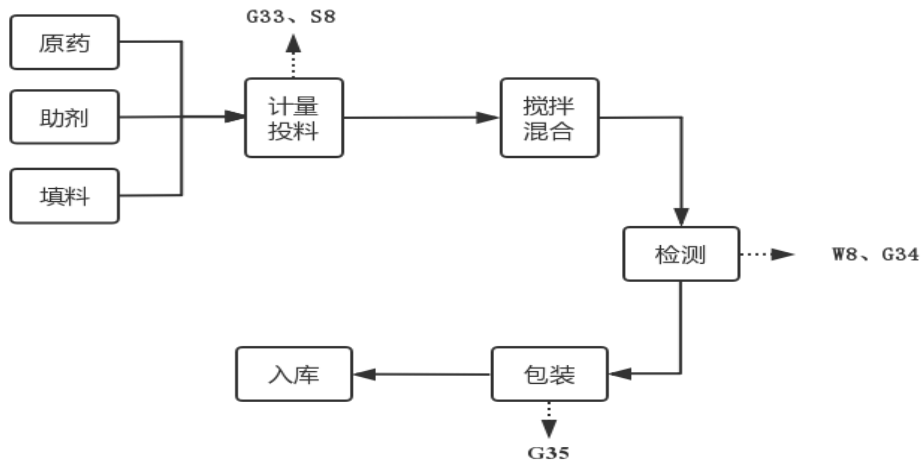 G33、S8
原药
助剂
填料
计量
投料
搅拌
混合
检测
W8、G34
包装
入库
G35